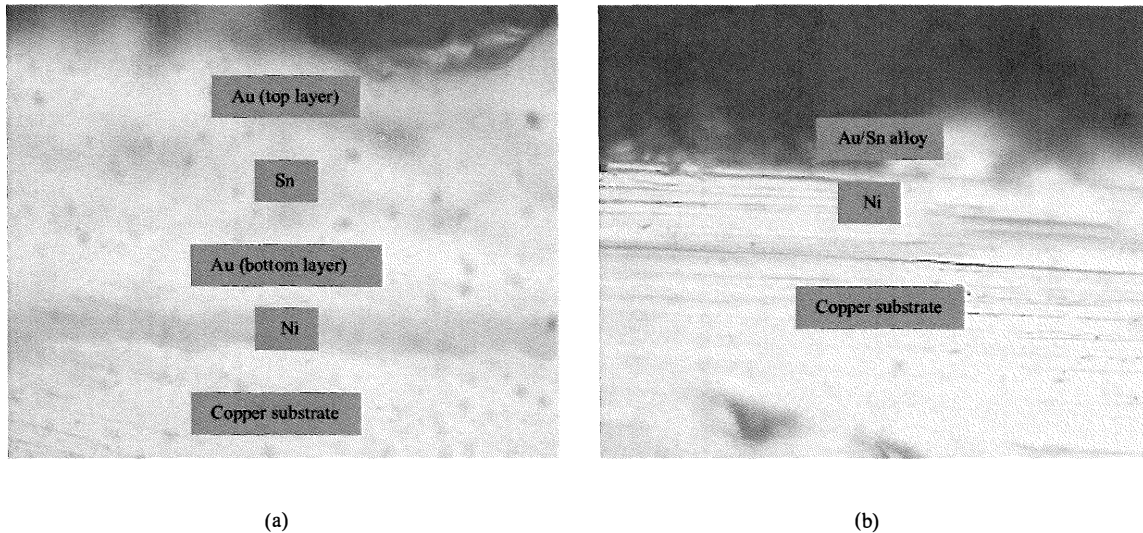 Au (top layer)
Sn
Au (bottom layer)
Ni
Copper substrate
(a)
Au/Sn alloy
Ni
Copper substrate
(b)